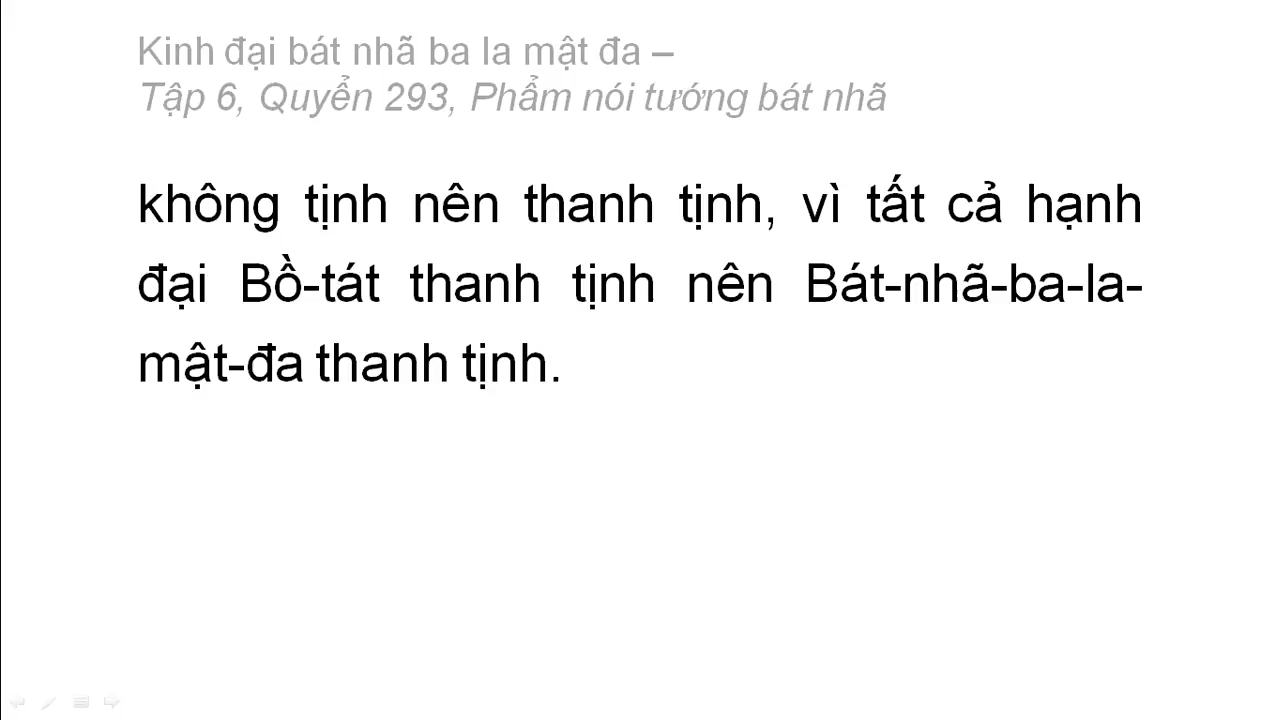 Kinh đại bát nhã ba la mật đa –
Tập 6, Quyển 293, Phẩm nói tướng bát nhã
không tịnh nên thanh tịnh, vì tất cả hạnh
đại Bồ-tát thanh tịnh nên Bát-nhã-ba-la-
mật-đa thanh tịnh.